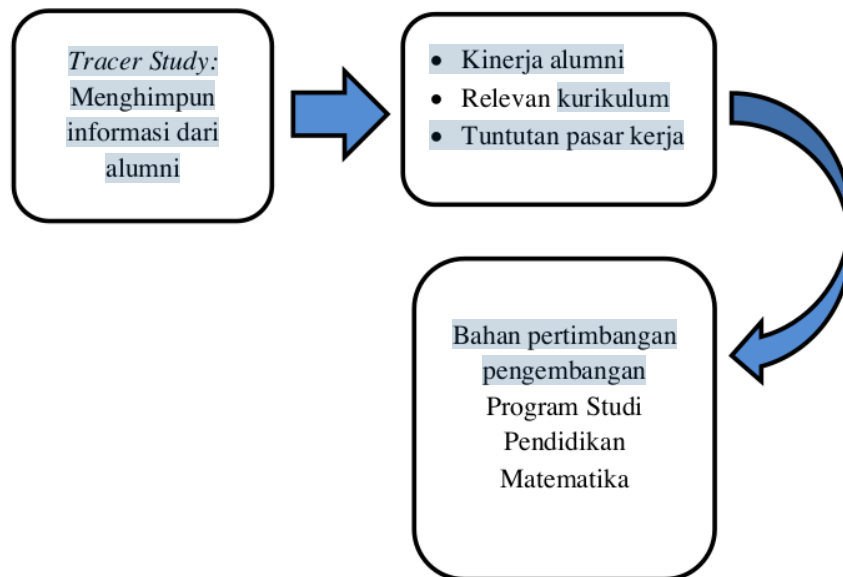 Tracer Study:
Menghimpun
informasi dari
alumni
• Kinerja alumni
• Relevan kurikulum
• Tuntutan pasar kerja
Bahan pertimbangan
pengembangan
Program Studi
Pendidikan
Matematika